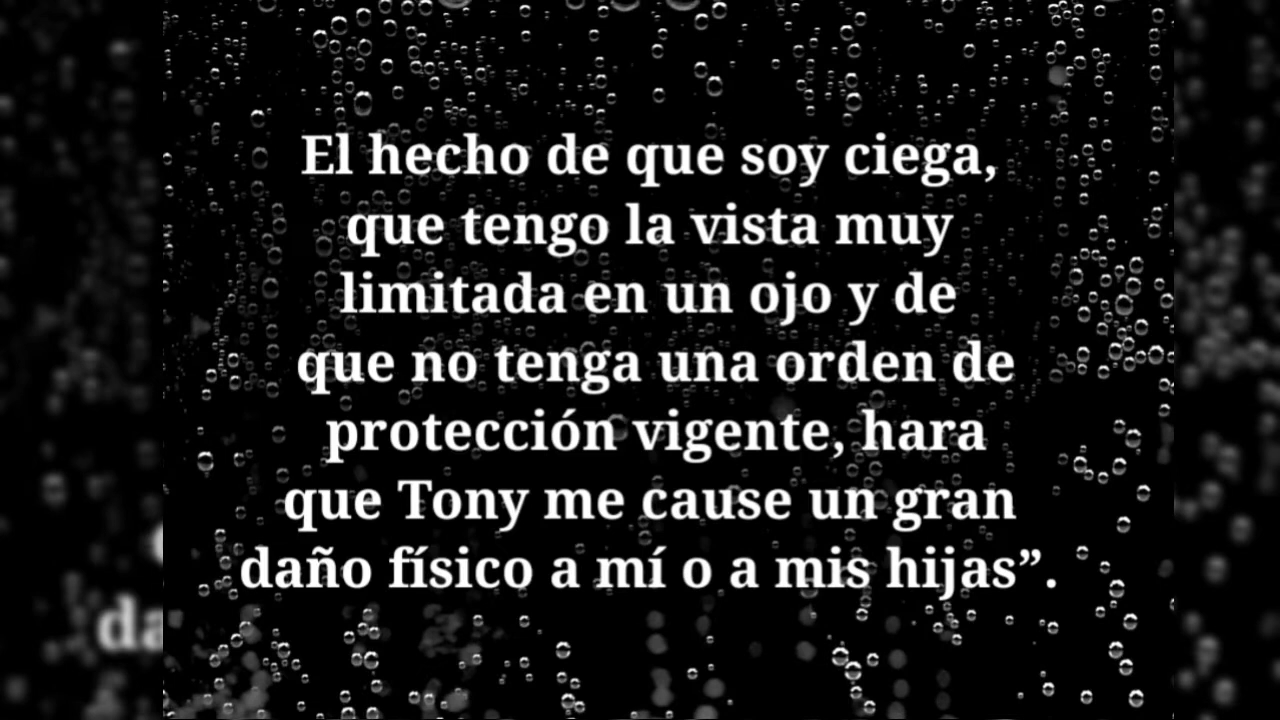 El hecho de que soy ciega,
que tengo la vista muy
limitada en un ojo y de
que no tenga una orden de
protección vigente, hara
que Tony me cause un gran
daño físico a mí o a mis hijas”.
da